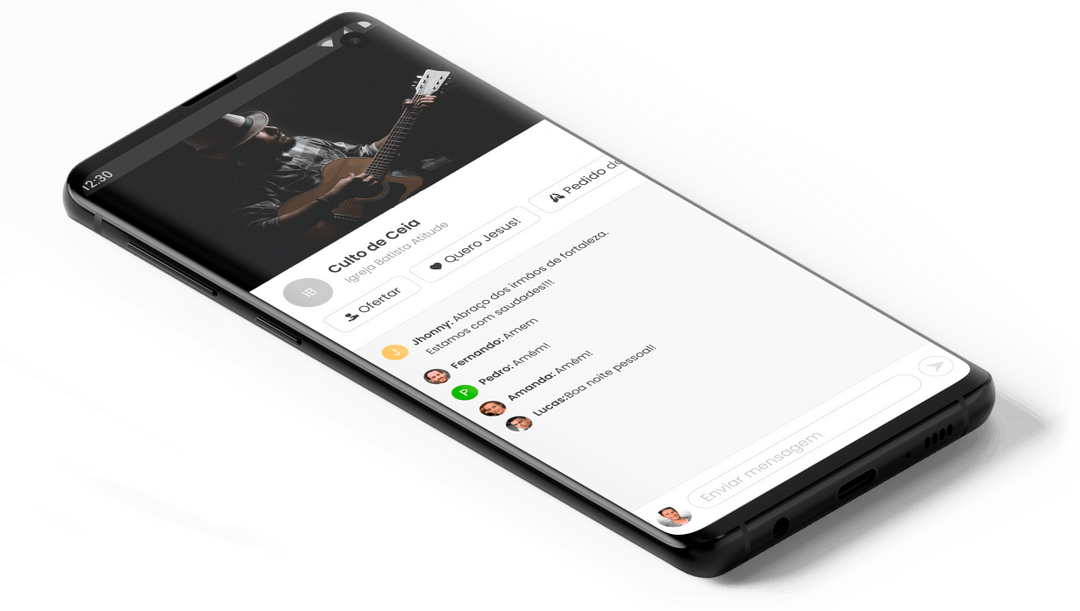 12:30
Culto de Ceia
Igreja Batista Atitude
IB
Ofertar
Quero Jesus!
Pedido de
J
Jhonny: Abraço dos irmãos de fortaleza.
Estamos com saudades!!!
Fernando: Amem
P
Pedro: Amém!
Amanda: Amém!
Lucas:Boa noite pessoal!
Enviar mensagem